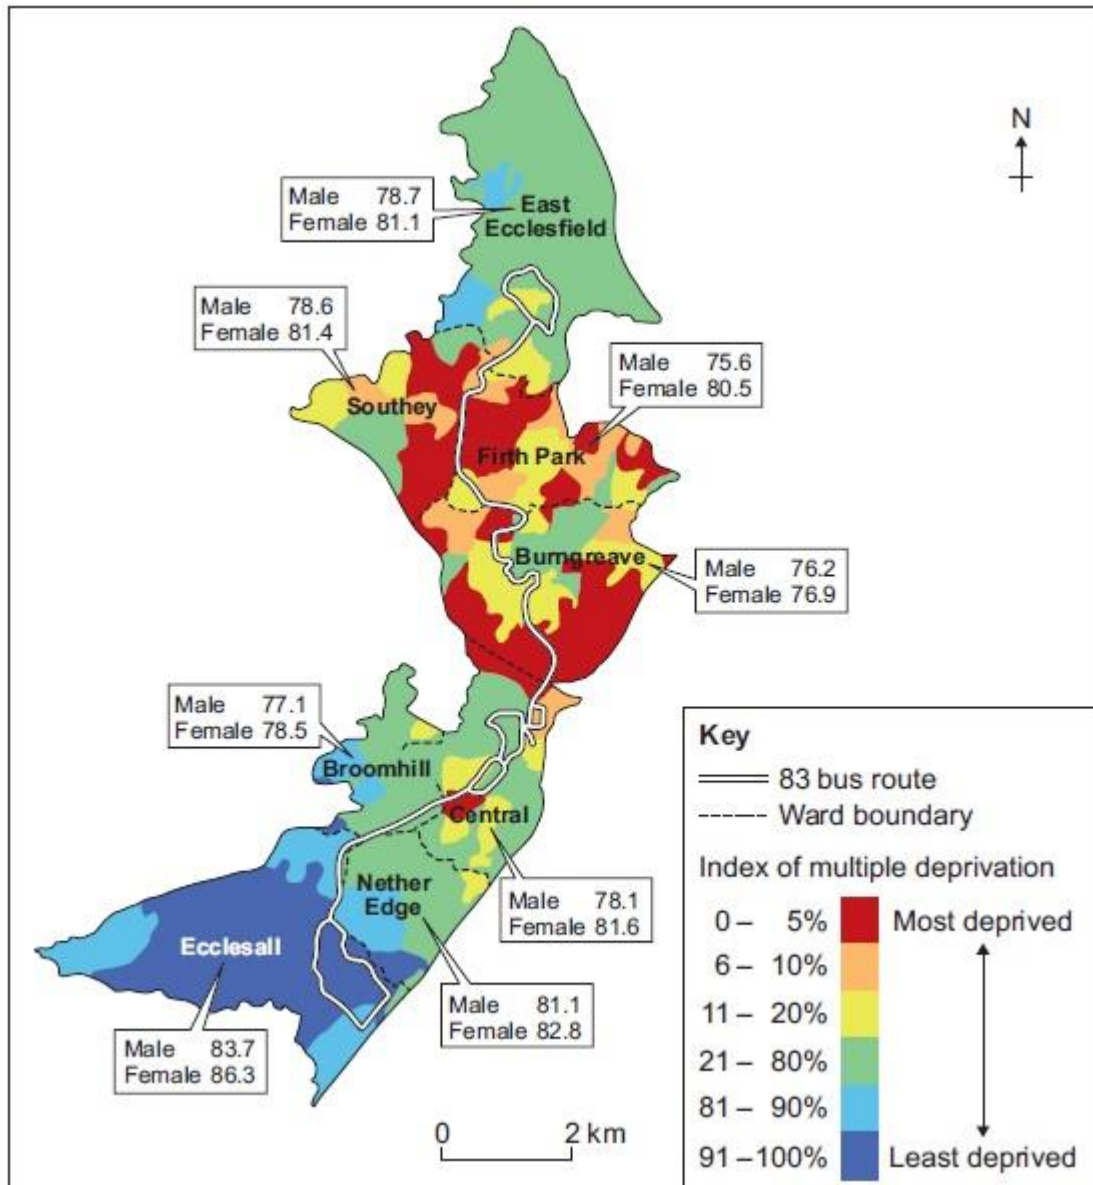 N
Male 78.7
Female 81.1
East
Ecclesfield
Male 78.6
Female 81.4
Male 75.6
Female 80.5
Southey
Firth Park
Burngreave
Male 76.2
Female 76.9
Male 77.1
Female 78.5
Broomhill
Central
Nether
Edge
Male 78.1
Female 81.6
Ecclesall
Male 81.1
Female 82.8
Male 83.7
Female 86.3
0 2 km
Key
83 bus route
Ward boundary
Index of multiple deprivation
0 – 5% Most deprived
6 – 10%
11 – 20%
21 – 80%
81 – 90%
91 –100% Least deprived